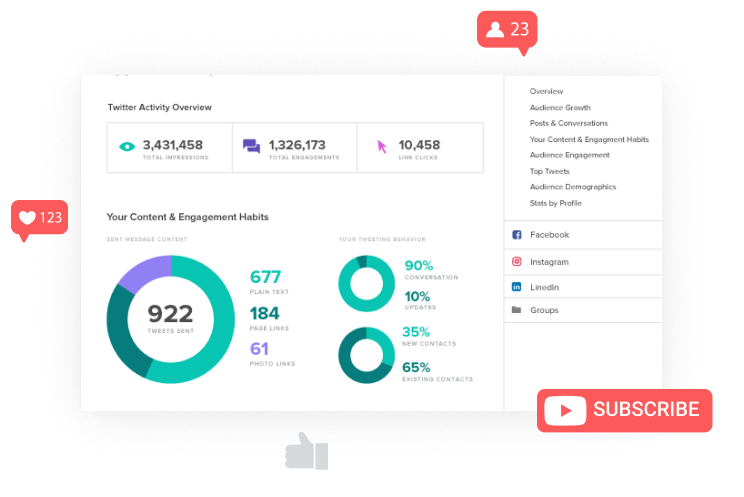 23
Twitter Activity Overview
3,431,458
TOTAL IMPRESSIONS
1,326,173
TOTAL ENGAGEMENTS
10,458
LINK CLICKS
Overview
Audience Growth
Posts & Conversations
Your Content & Engagment Habits
Audience Engagement
Top Tweets
Audience Demographics
Stats by Profile
Facebook
Instagram
LinedIn
Groups
123
Your Content & Engagement Habits
SENT MESSAGE CONTENT
922
TWEETS SENT
677
PLAIN TEXT
184
PAGE LINKS
61
PHOTO LINKS
YOUR TWEETING BEHAVIOR
90%
CONVERSATION
10%
UPDATES
35%
NEW CONTACTS
65%
EXISTING CONTACTS
SUBSCRIBE